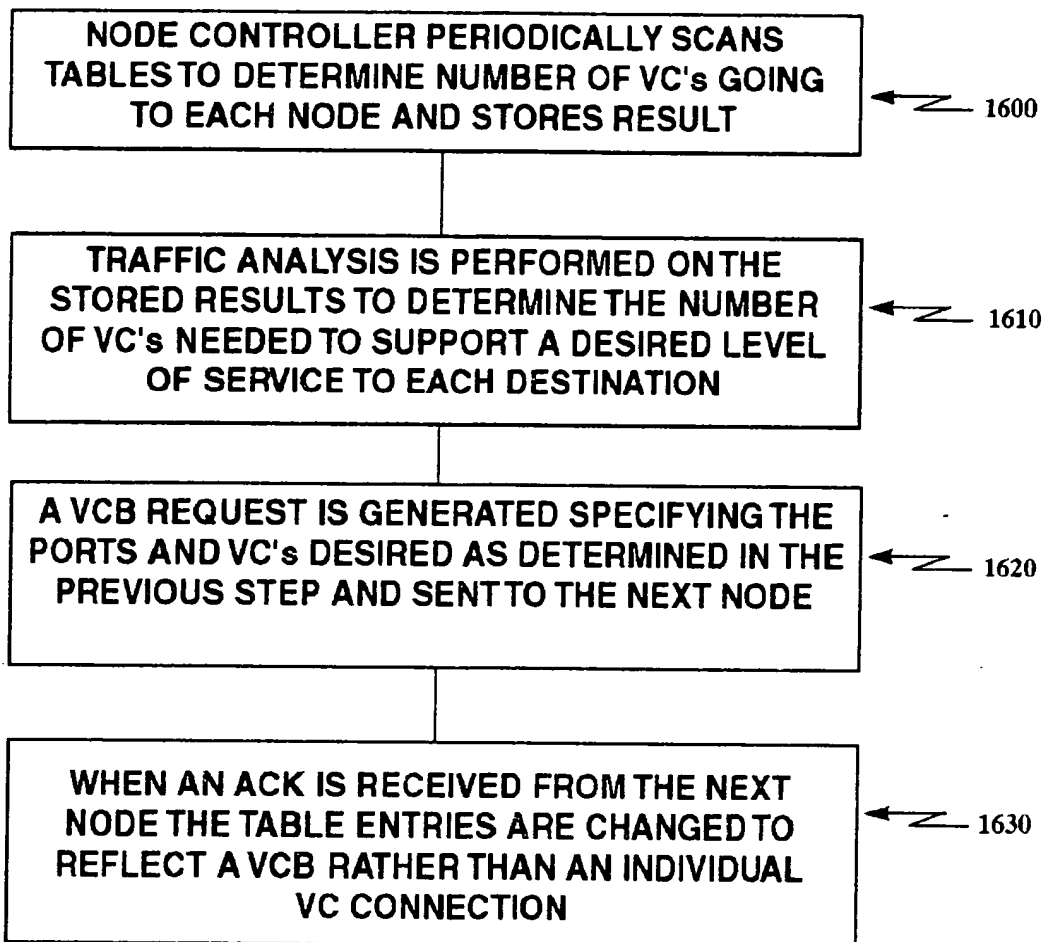 NODE CONTROLLER PERIODICALLY SCANS
TABLES TO DETERMINE NUMBER OF VC's GOING
TO EACH NODE AND STORES RESULT
1600
TRAFFIC ANALYSIS IS PERFORMED ON THE
STORED RESULTS TO DETERMINE THE NUMBER
OF VC's NEEDED TO SUPPORT A DESIRED LEVEL
OF SERVICE TO EACH DESTINATION
1610
A VCB REQUEST IS GENERATED SPECIFYING THE
PORTS AND VC's DESIRED AS DETERMINED IN THE
PREVIOUS STEP AND SENT TO THE NEXT NODE
1620
WHEN AN ACK IS RECEIVED FROM THE NEXT
NODE THE TABLE ENTRIES ARE CHANGED TO
REFLECT A VCB RATHER THAN AN INDIVIDUAL
VC CONNECTION
1630